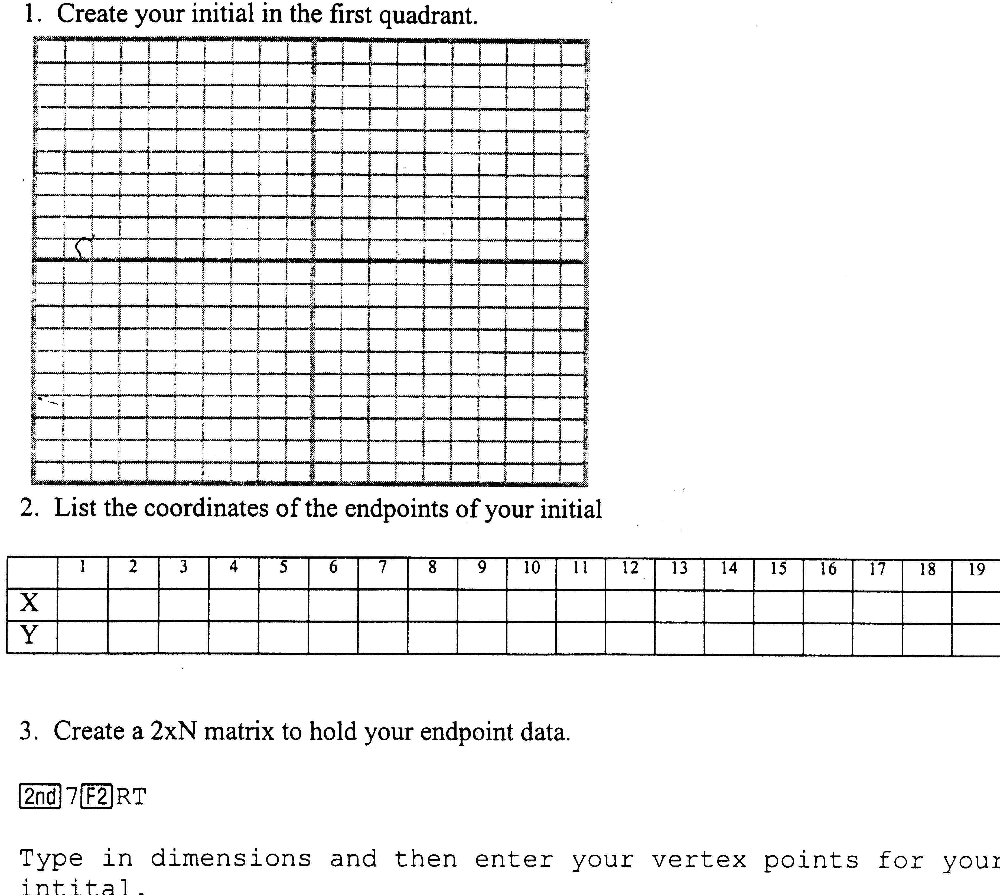 1. Create your initial in the first quadrant.
2. List the coordinates of the endpoints of your initial
1 2 3 4 5 6 7 8 9 10 11 12 13 14 15 16 17 18 19
X
Y
3. Create a 2xN matrix to hold your endpoint data.
2nd 7 F2 RT
Type in dimensions and then enter your vertex points for your
intital.